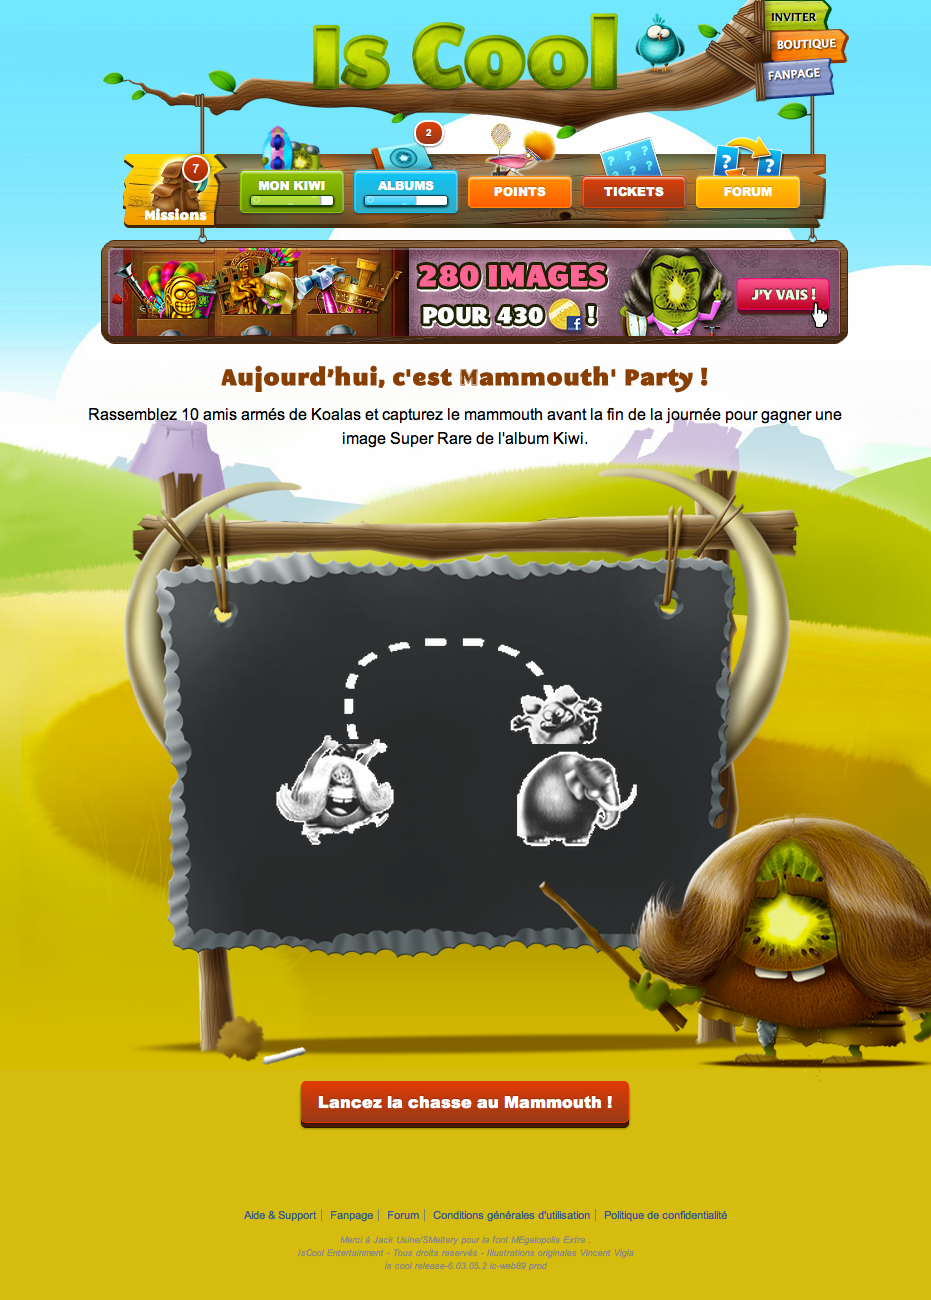 Is Cool
INVITER
BOUTIQUE
FANPAGE
7
Missions
MON KIWI
2
ALBUMS
POINTS
? ? ?
? ? ?
TICKETS
? ?
FORUM
280 IMAGES
POUR 430 f !
J'Y VAIS !
Aujourd'hui, c'est Mammouth' Party !
Rassemblez 10 amis armés de Koalas et capturez le mammouth avant la fin de la journée pour gagner une
image Super Rare de l'album Kiwi.
Lancez la chasse au Mammouth !
Aide & Support | Fanpage | Forum | Conditions générales d'utilisation | Politique de confidentialité
Merci à Jack Usine/SMeltery pour la font MEgalopolis Extra .
IsCool Entertainment - Tous droits reservés - Illustrations originales Vincent Vigla
is cool release-6.03.05.2 ic-web89 prod